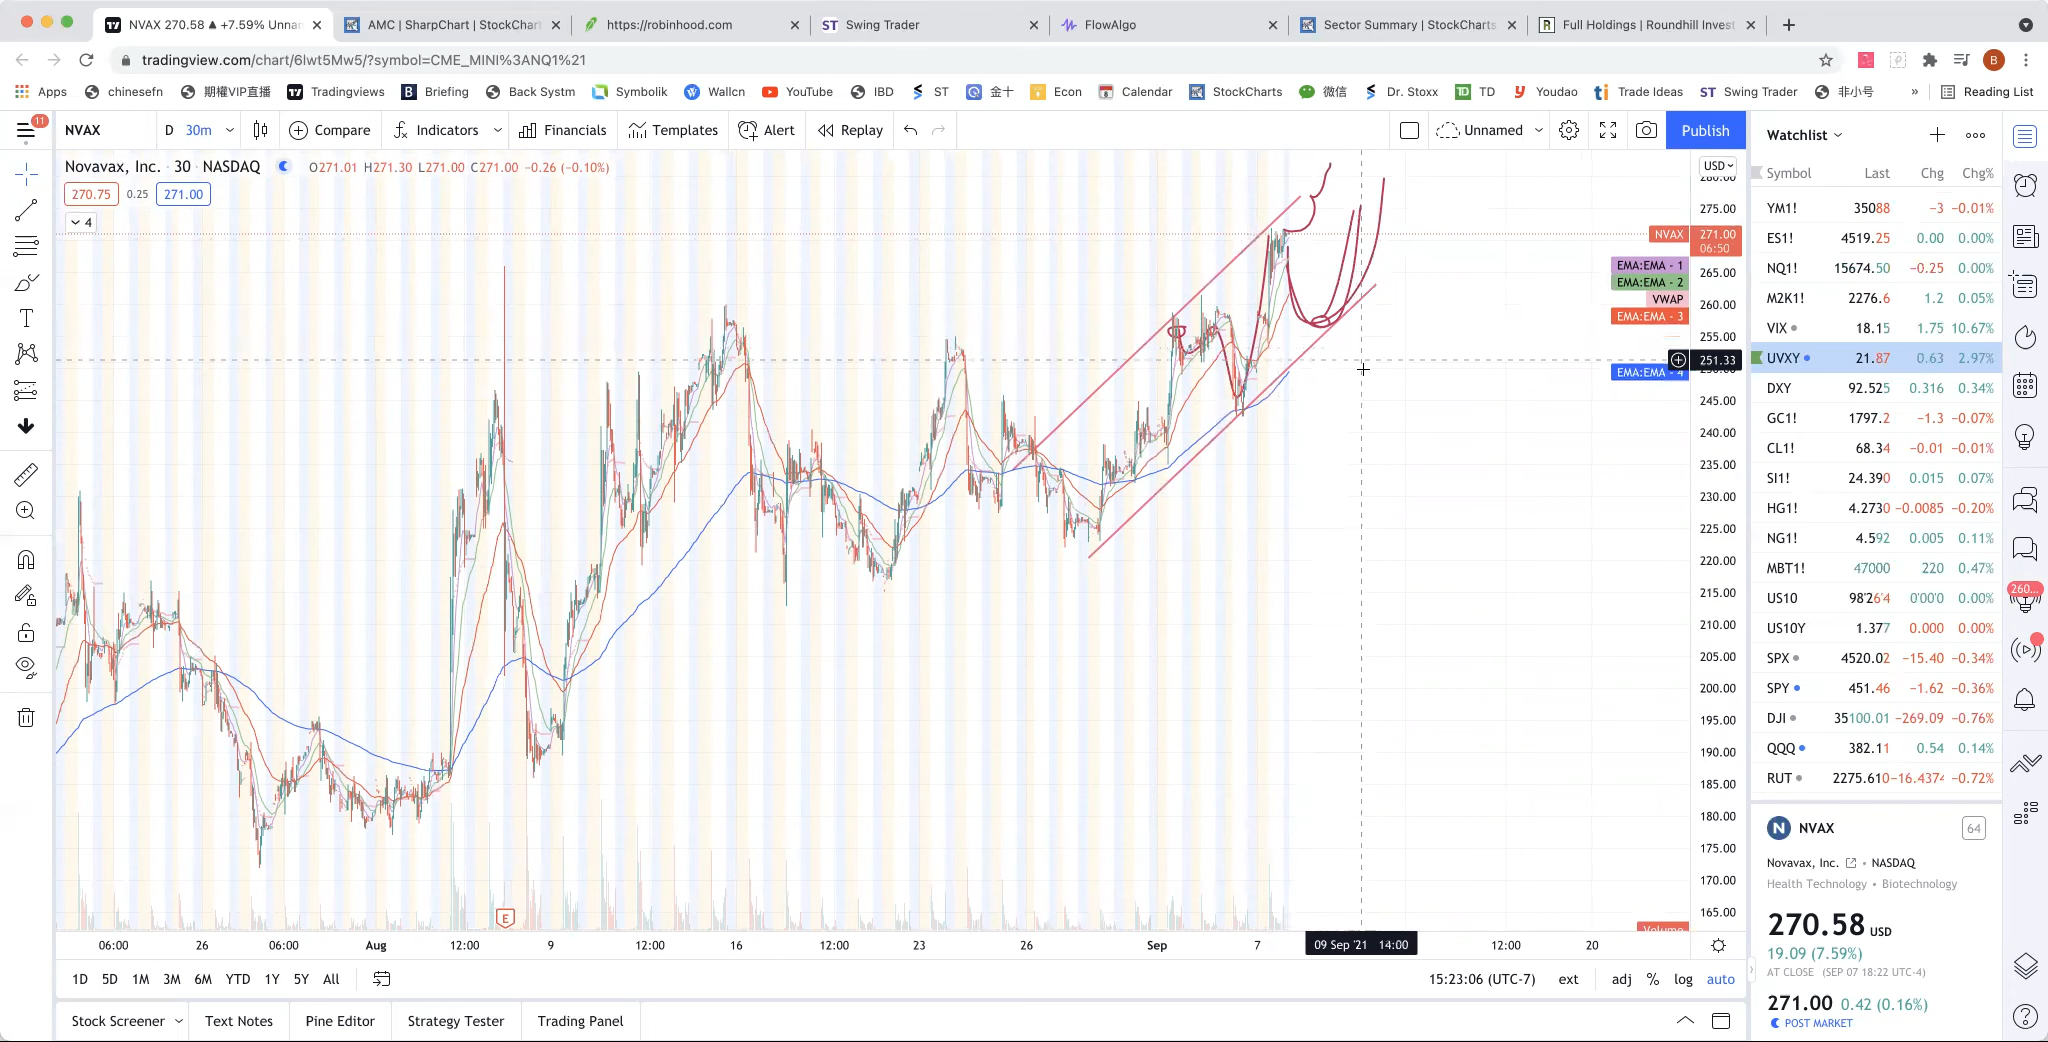 NVAX 270.58 ▲ +7.59% Unnan
AMC | SharpChart | StockChart
https://robinhood.com
ST Swing Trader
FlowAlgo
Sector Summary | StockCharts
Full Holdings | Roundhill Invest
tradingview.com/chart/6lwt5Mw5/?symbol=CME_MINI%3ANQ1%21
B
Apps chinesefn 期權VIP直播 Tradingviews Briefing Back Systm Symbolik Wallcn YouTube IBD ST 金十 Econ Calendar StockCharts 微信 Dr. Stoxx TD Youdao Trade Ideas ST Swing Trader 非小号 » Reading List
11
NVAX D 30m Compare Indicators Financials Templates Alert Replay Unnamed Publish
Novavax, Inc. · 30 · NASDAQ O271.01 H271.30 L271.00 C271.00 −0.26 (−0.10%)
270.75 0.25 271.00
4
USD
280.00
275.00
NVAX 271.00
06:50
EMA:EMA - 1 265.00
EMA:EMA - 2
VWAP 260.00
EMA:EMA - 3
255.00
251.33
EMA:EMA - 4 250.00
245.00
240.00
235.00
230.00
225.00
220.00
215.00
210.00
205.00
200.00
195.00
190.00
185.00
180.00
175.00
170.00
165.00
E
Volume
06:00 26 06:00 Aug 12:00 9 12:00 16 12:00 23 26 Sep 7 09 Sep '21 14:00 12:00 20
1D 5D 1M 3M 6M YTD 1Y 5Y All 15:23:06 (UTC-7) ext adj % log auto
Stock Screener Text Notes Pine Editor Strategy Tester Trading Panel
Watchlist
Symbol Last Chg Chg%
YM1! 35088 −3 −0.01%
ES1! 4519.25 0.00 0.00%
NQ1! 15674.50 −0.25 0.00%
M2K1! 2276.6 1.2 0.05%
VIX 18.15 1.75 10.67%
UVXY 21.87 0.63 2.97%
DXY 92.525 0.316 0.34%
GC1! 1797.2 −1.3 −0.07%
CL1! 68.34 −0.01 −0.01%
SI1! 24.390 0.015 0.07%
HG1! 4.2730 −0.0085 −0.20%
NG1! 4.592 0.005 0.11%
MBT1! 47000 220 0.47%
US10 98'26'4 0'00'0 0.00%
US10Y 1.377 0.000 0.00%
SPX 4520.02 −15.40 −0.34%
SPY 451.46 −1.62 −0.36%
DJI 35100.01 −269.09 −0.76%
QQQ 382.11 0.54 0.14%
RUT 2275.610 −16.4374 −0.72%
260...
N NVAX 64
Novavax, Inc. • NASDAQ
Health Technology • Biotechnology
270.58 USD
19.09 (7.59%)
AT CLOSE (SEP 07 18:22 UTC-4)
271.00 0.42 (0.16%)
POST MARKET